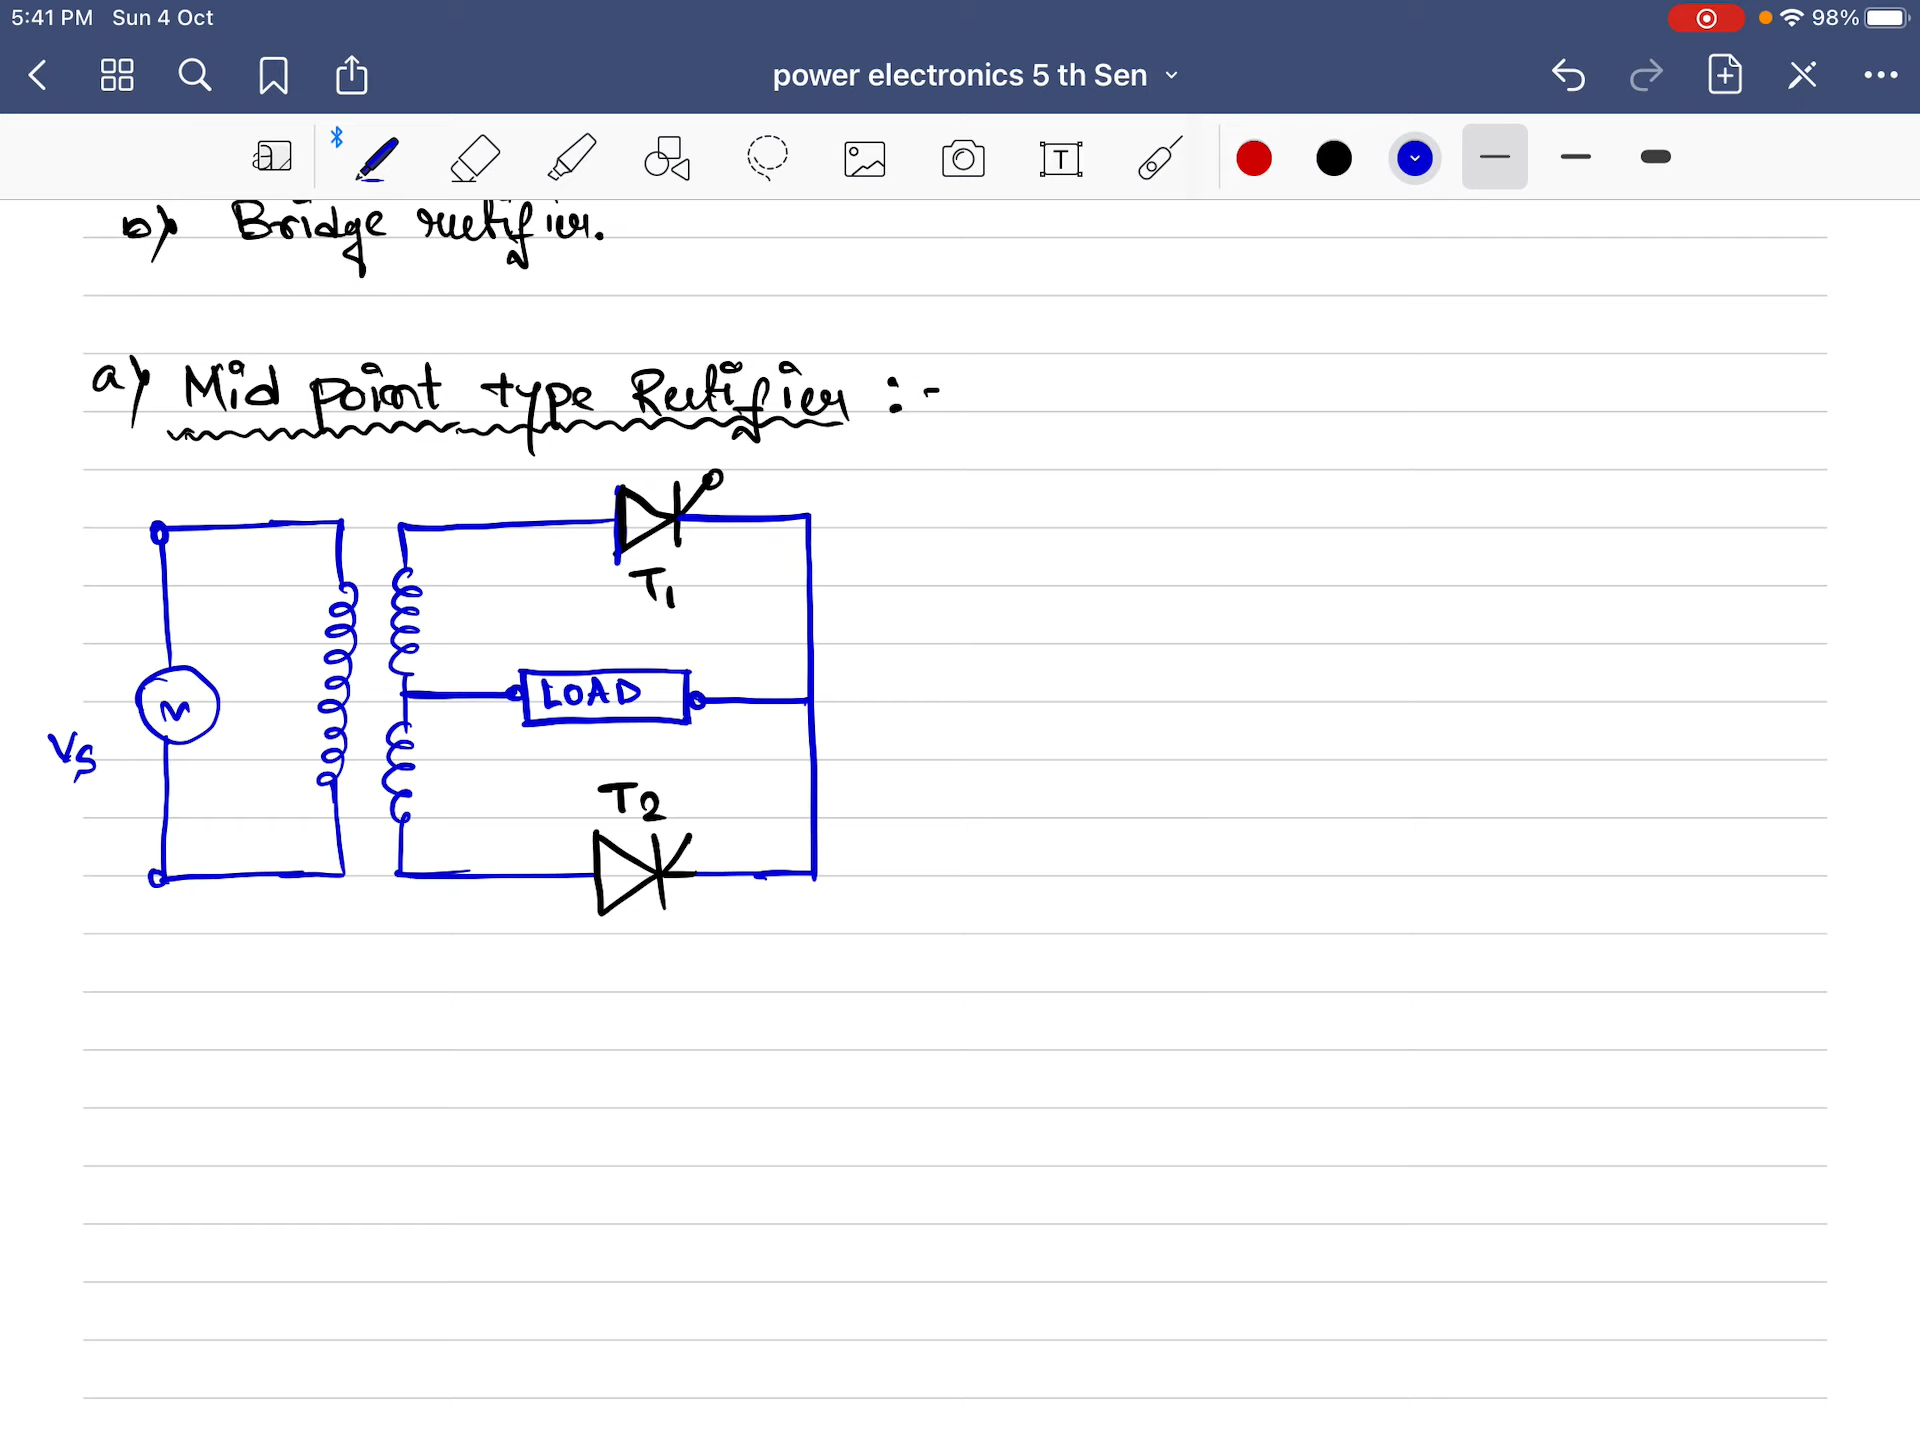 5:41 PM Sun 4 Oct 98%
power electronics 5 th Sen
T
b) Bridge rectifier.
a) Mid point type Rectifier :-
T1
LOAD
Vs
T2